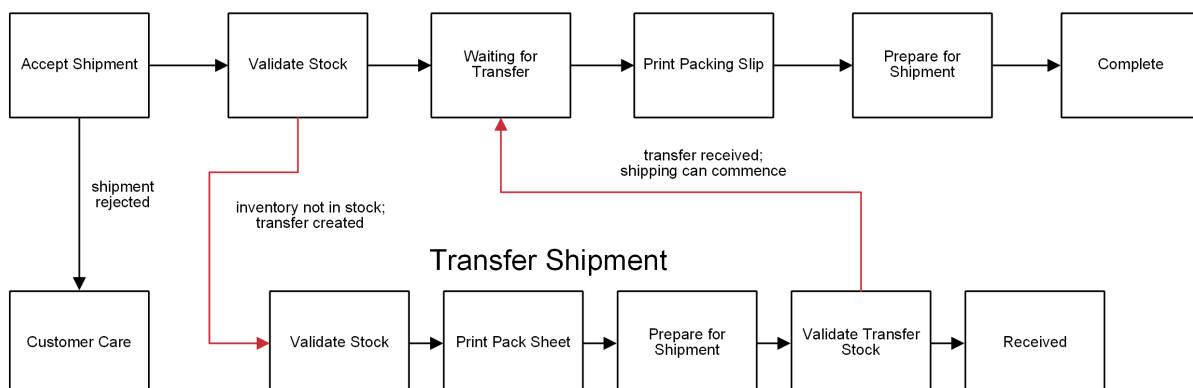 Accept Shipment
Validate Stock
Waiting for
Transfer
Print Packing Slip
Prepare for
Shipment
Complete
shipment
rejected
inventory not in stock;
transfer created
transfer received;
shipping can commence
Transfer Shipment
Customer Care
Validate Stock
Print Pack Sheet
Prepare for
Shipment
Validate Transfer
Stock
Received